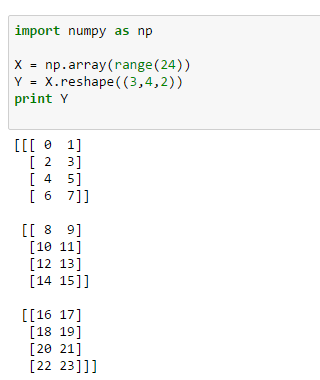 import numpy as np
X = np.array(range(24))
Y = X.reshape((3,4,2))
print Y
[[[ 0  1]
  [ 2  3]
  [ 4  5]
  [ 6  7]]
 [[ 8  9]
  [10 11]
  [12 13]
  [14 15]]
 [[16 17]
  [18 19]
  [20 21]
  [22 23]]]